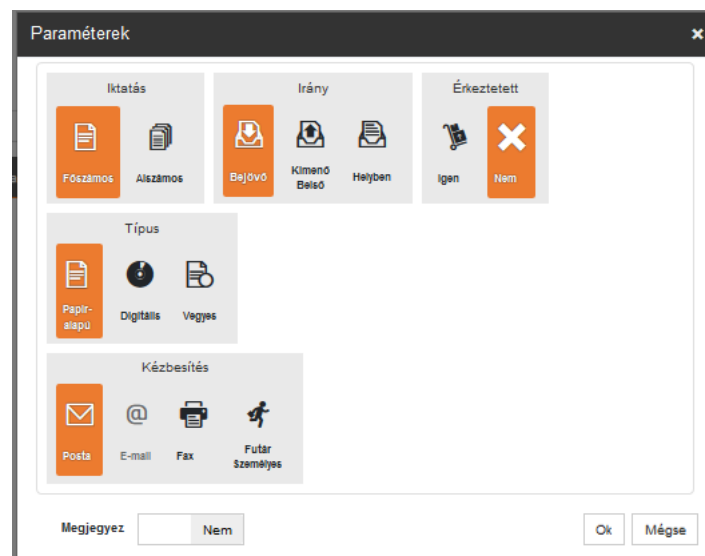 Paraméterek
Iktatás
Irány
Érkeztetett
Főszámos
Alszámos
Bejövő
Kimenő
Belső
Helyben
Igen
Nem
Típus
Papír-
alapú
Digitális
Vegyes
Kézbesítés
Posta
E-mail
Fax
Futár
Személyes
Megjegyez
Nem
Ok
Mégse